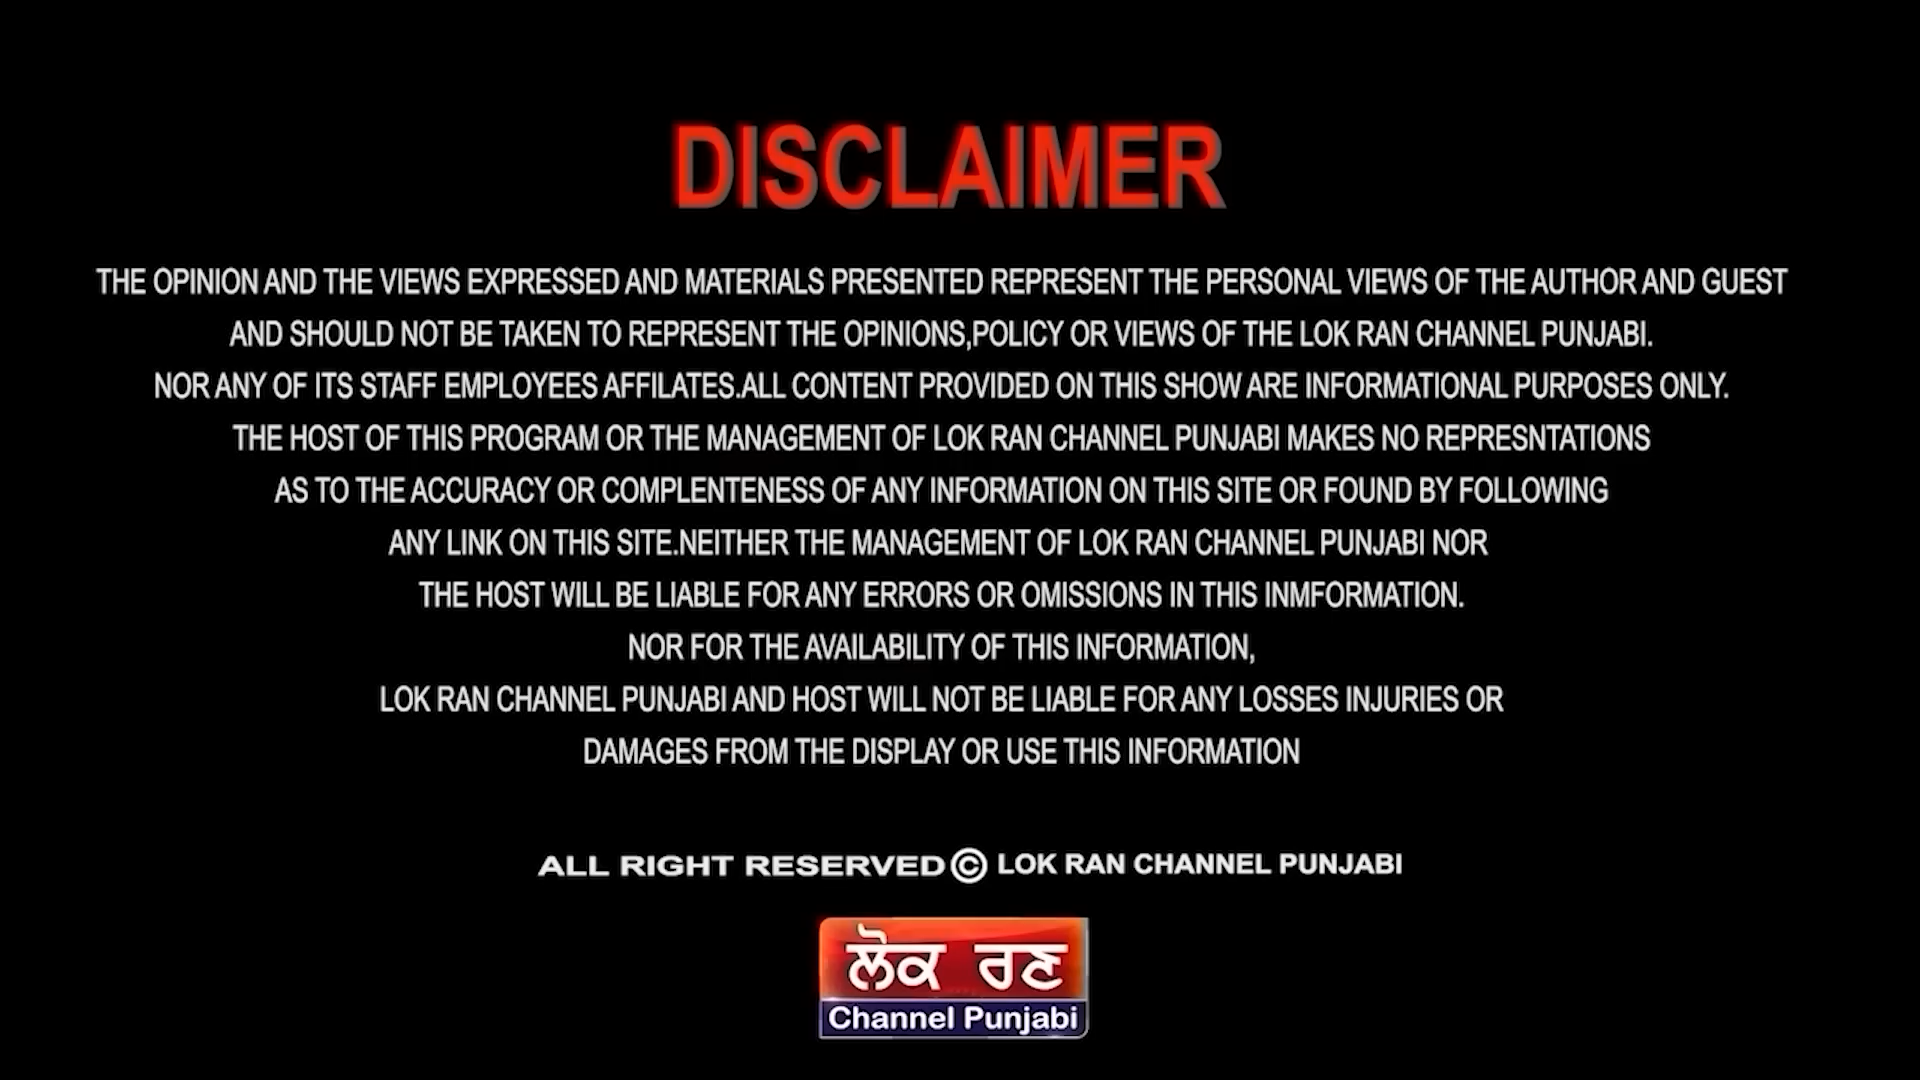 DISCLAIMER
THE OPINION AND THE VIEWS EXPRESSED AND MATERIALS PRESENTED REPRESENT THE PERSONAL VIEWS OF THE AUTHOR AND GUEST
AND SHOULD NOT BE TAKEN TO REPRESENT THE OPINIONS,POLICY OR VIEWS OF THE LOK RAN CHANNEL PUNJABI.
NOR ANY OF ITS STAFF EMPLOYEES AFFILATES.ALL CONTENT PROVIDED ON THIS SHOW ARE INFORMATIONAL PURPOSES ONLY.
THE HOST OF THIS PROGRAM OR THE MANAGEMENT OF LOK RAN CHANNEL PUNJABI MAKES NO REPRESNTATIONS
AS TO THE ACCURACY OR COMPLENTENESS OF ANY INFORMATION ON THIS SITE OR FOUND BY FOLLOWING
ANY LINK ON THIS SITE.NEITHER THE MANAGEMENT OF LOK RAN CHANNEL PUNJABI NOR
THE HOST WILL BE LIABLE FOR ANY ERRORS OR OMISSIONS IN THIS INMFORMATION.
NOR FOR THE AVAILABILITY OF THIS INFORMATION,
LOK RAN CHANNEL PUNJABI AND HOST WILL NOT BE LIABLE FOR ANY LOSSES INJURIES OR
DAMAGES FROM THE DISPLAY OR USE THIS INFORMATION
ALL RIGHT RESERVED © LOK RAN CHANNEL PUNJABI
ਲੋਕ ਰਣ
Channel Punjabi